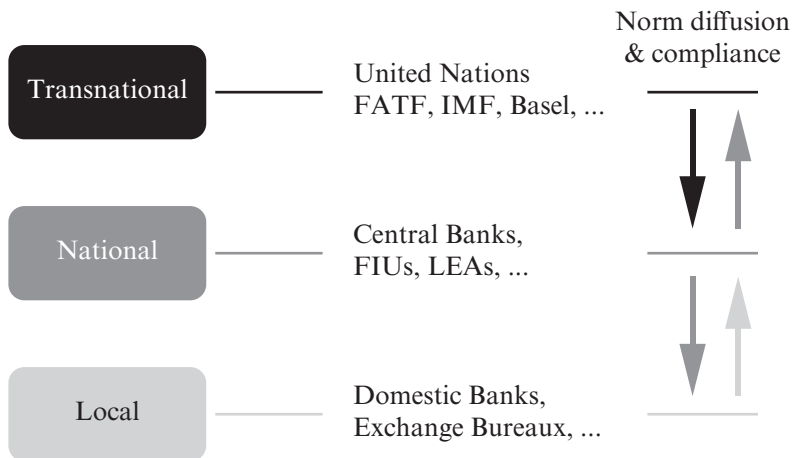 Norm diffusion
& compliance
Transnational
United Nations
FATF, IMF, Basel, ...
National
Central Banks,
FIUs, LEAs, ...
Local
Domestic Banks,
Exchange Bureaux, ...